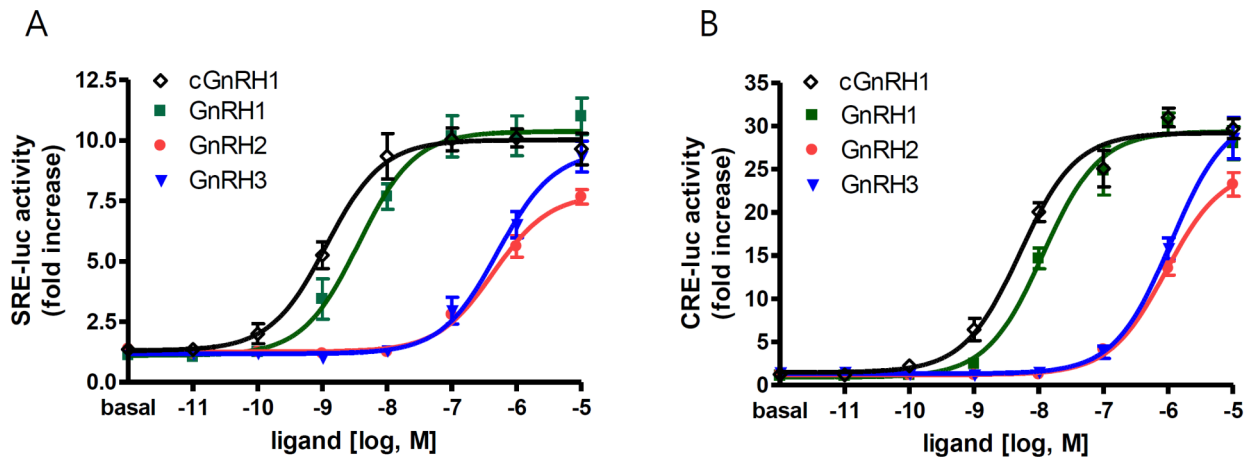 A
SRE-luc activity
(fold increase)
12.5
10.0
7.5
5.0
2.5
0.0
cGnRH1
GnRH1
GnRH2
GnRH3
basal -11 -10 -9 -8 -7 -6 -5
ligand [log, M]
B
CRE-luc activity
(fold increase)
35
30
25
20
15
10
5
0
cGnRH1
GnRH1
GnRH2
GnRH3
basal -11 -10 -9 -8 -7 -6 -5
ligand [log, M]